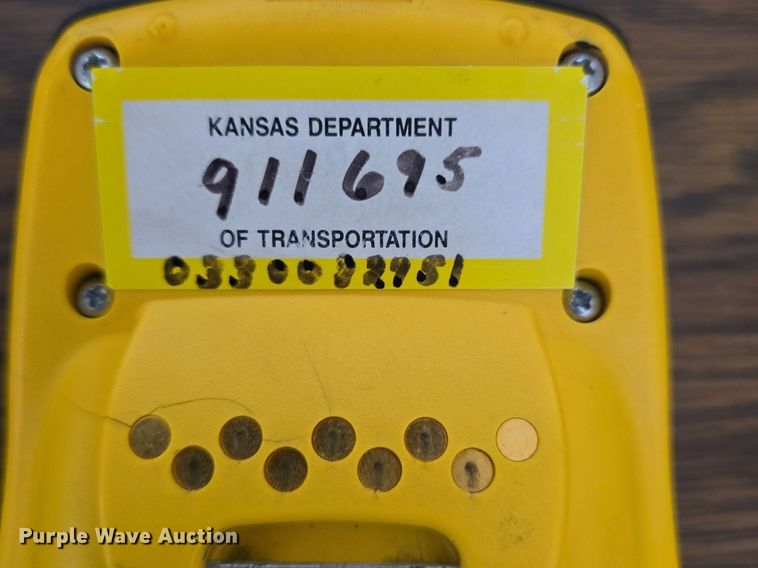 KANSAS DEPARTMENT
911695
OF TRANSPORTATION
Purple Wave Auction